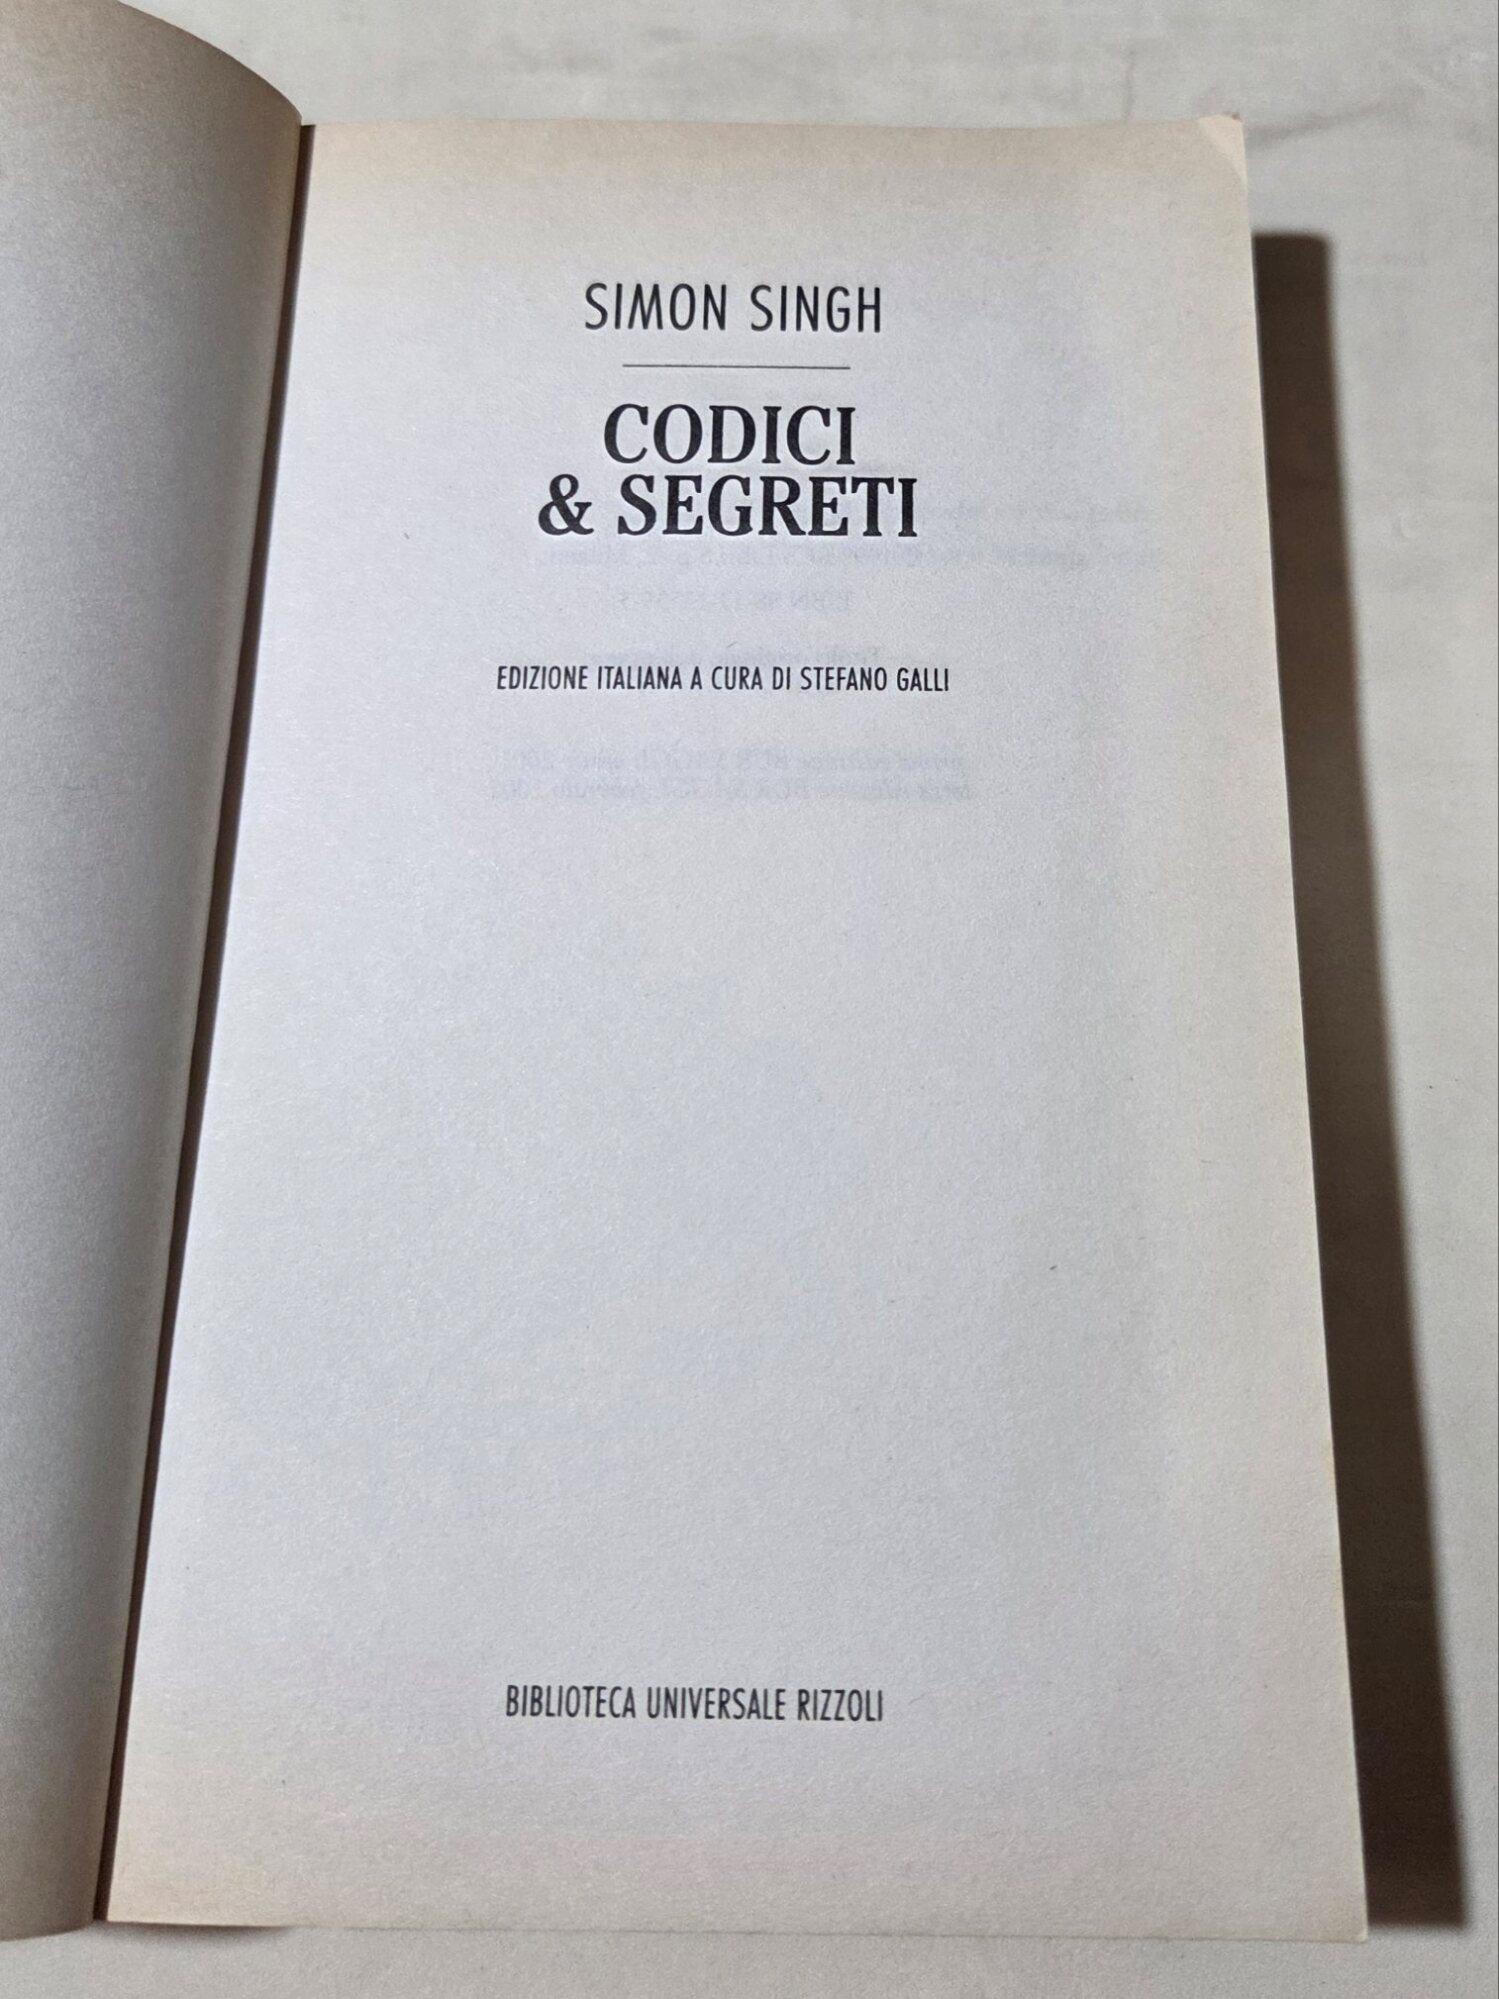 SIMON SINGH
CODICI
& SEGRETI
EDIZIONE ITALIANA A CURA DI STEFANO GALLI
BIBLIOTECA UNIVERSALE RIZZOLI